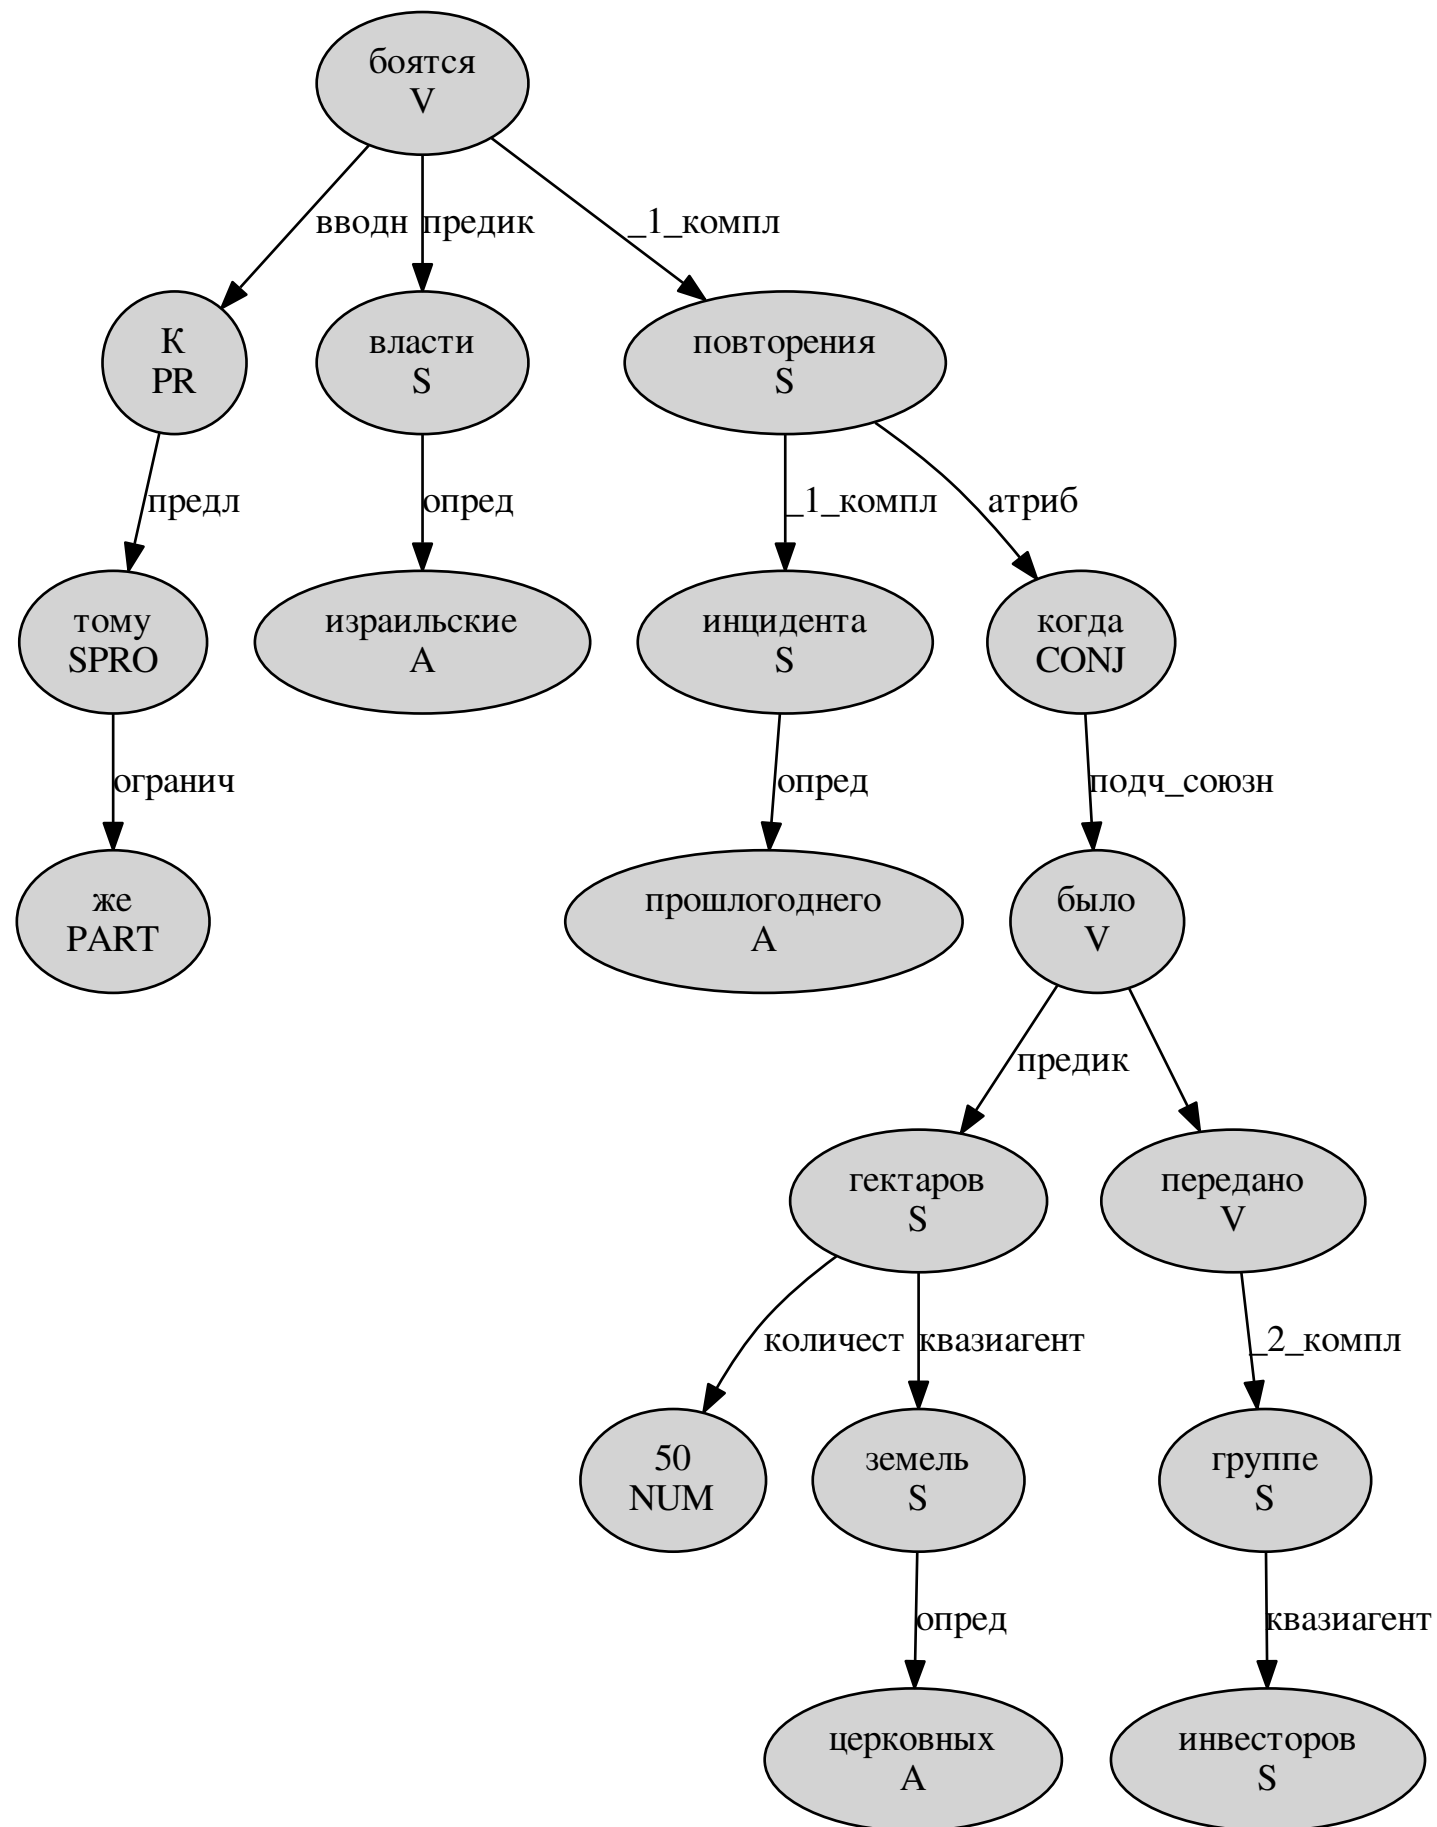 боятся
V
вводн предик _1_компл
К
PR
власти
S
повторения
S
предл опред _1_компл атриб
тому
SPRO
израильские
A
инцидента
S
когда
CONJ
огранич опред подч_союзн
же
PART
прошлогоднего
A
было
V
предик
гектаров
S
передано
V
количест квазиагент _2_компл
50
NUM
земель
S
группе
S
опред квазиагент
церковных
A
инвесторов
S